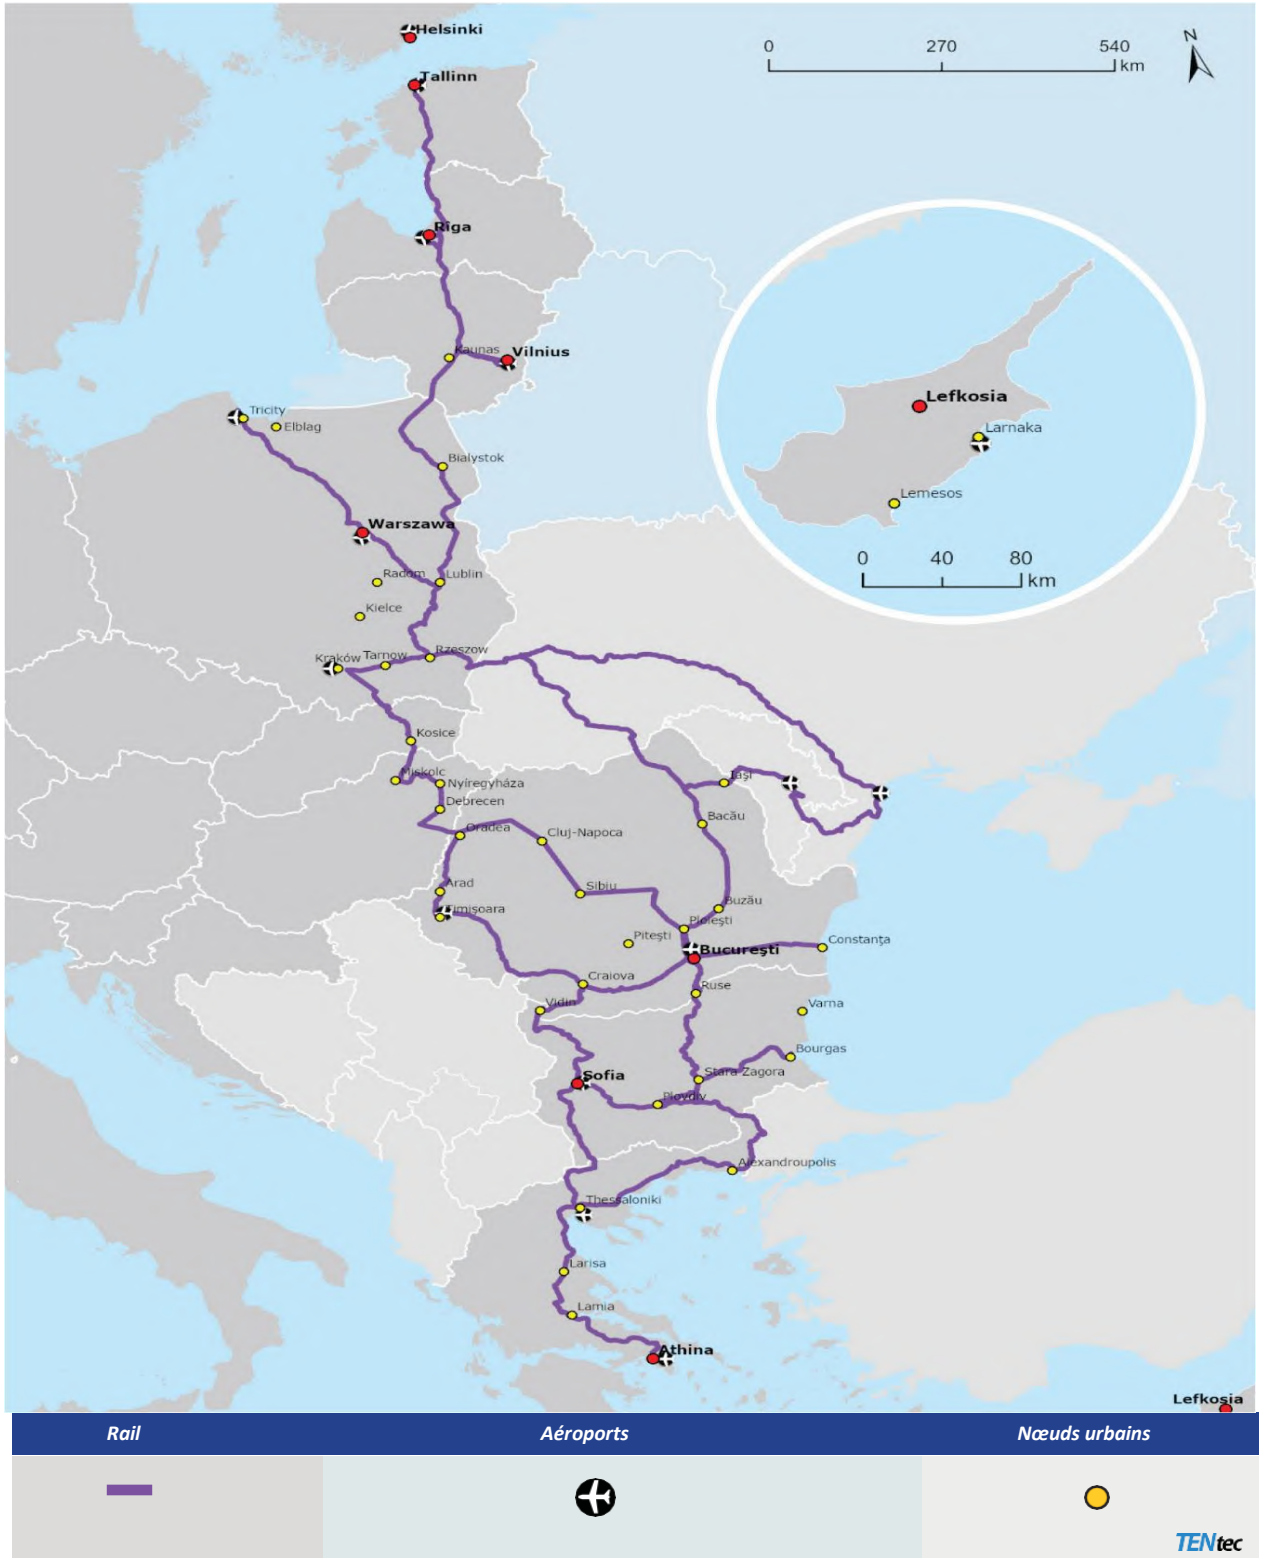 Helsinki
Tallinn
0 270 540
km
N
Rīga
Kaunas
Vilnius
Tricity
Elblag
Bialystok
Warszawa
Radom
Lublin
Kielce
Kraków
Tarnow
Rzeszow
Kosice
Miskolc
Nyíregyháza
Debrecen
Oradea
Cluj-Napoca
Iaşi
Bacău
Arad
Timişoara
Sibiu
Buzău
Ploieşti
Piteşti
Bucureşti
Constanţa
Craiova
Ruse
Vidin
Varna
Bourgas
Sofia
Stara Zagora
Plovdiv
Alexandroupolis
Thessaloniki
Larisa
Lamia
Athina
Lefkosia
Larnaka
Lemesos
0 40 80
km
Lefkosia
Rail Aéroports Nœuds urbains
TENtec